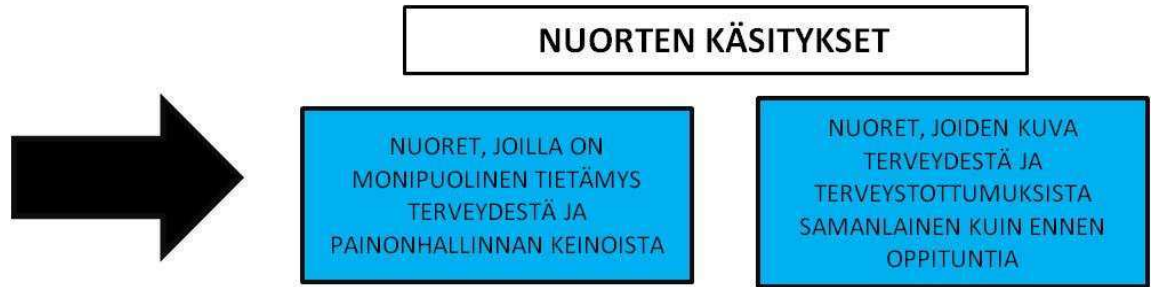 NUORTEN KÄSITYKSET
NUORET, JOILLA ON
MONIPUOLINEN TIETÄMYS
TERVEYDESTÄ JA
PAINONHALLINNAN KEINOISTA
NUORET, JOIDEN KUVA
TERVEYDESTÄ JA
TERVEYSTOTTUMUKSISTA
SAMANLAINEN KUIN ENNEN
OPPITUNTIA